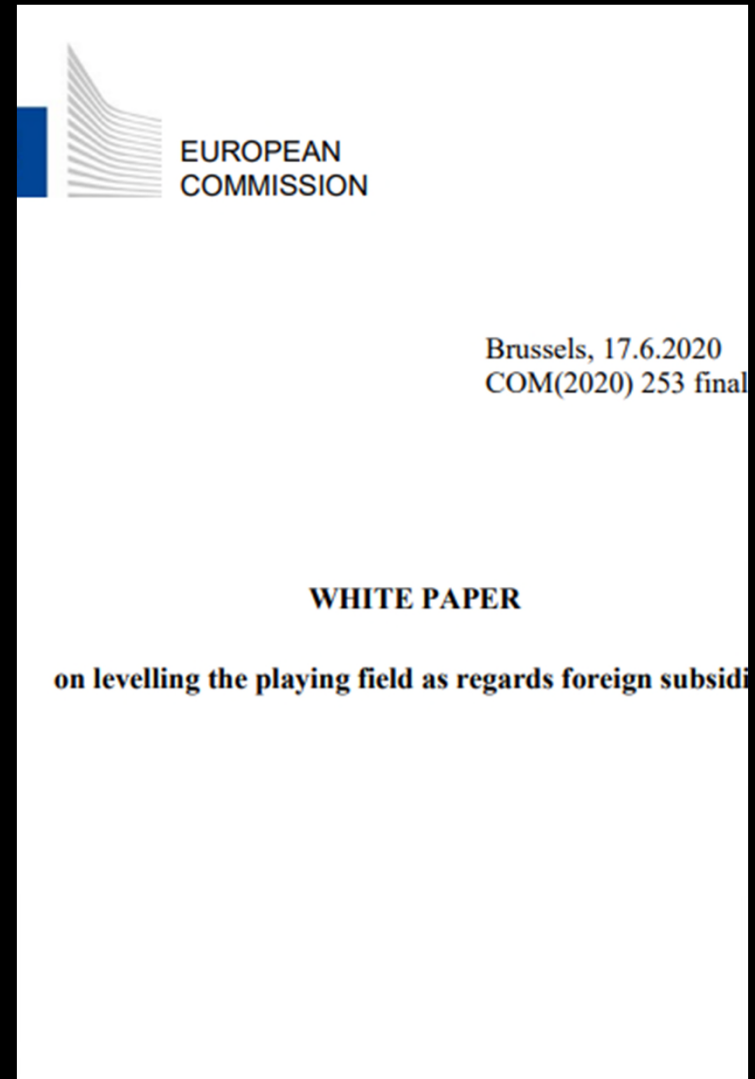 EUROPEAN
COMMISSION
Brussels, 17.6.2020
COM(2020) 253 final
WHITE PAPER
on levelling the playing field as regards foreign subsidi